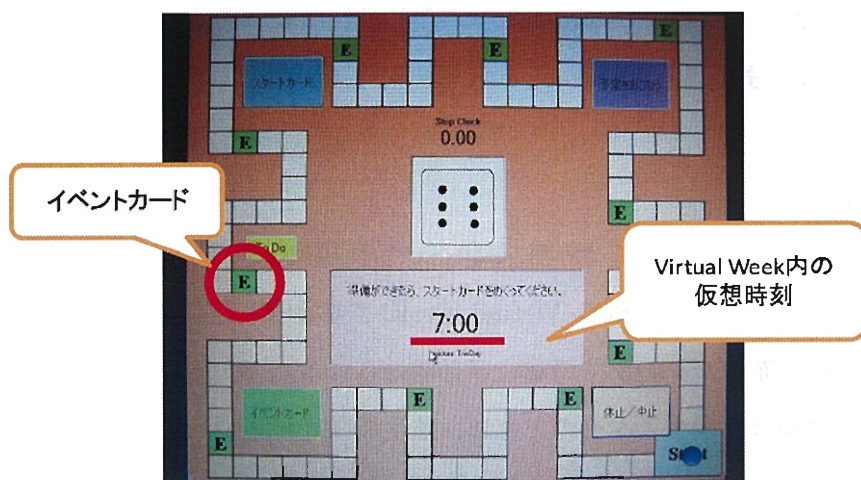 E
E
E
スタートカード
Stop Clock
0.00
E
イベントカード
E
To Do
Virtual Week内の
仮想時刻
E
準備ができたら、スタートカードをめくってください。
7:00
E
イベントカード
E
E
休止/中止
E
Start